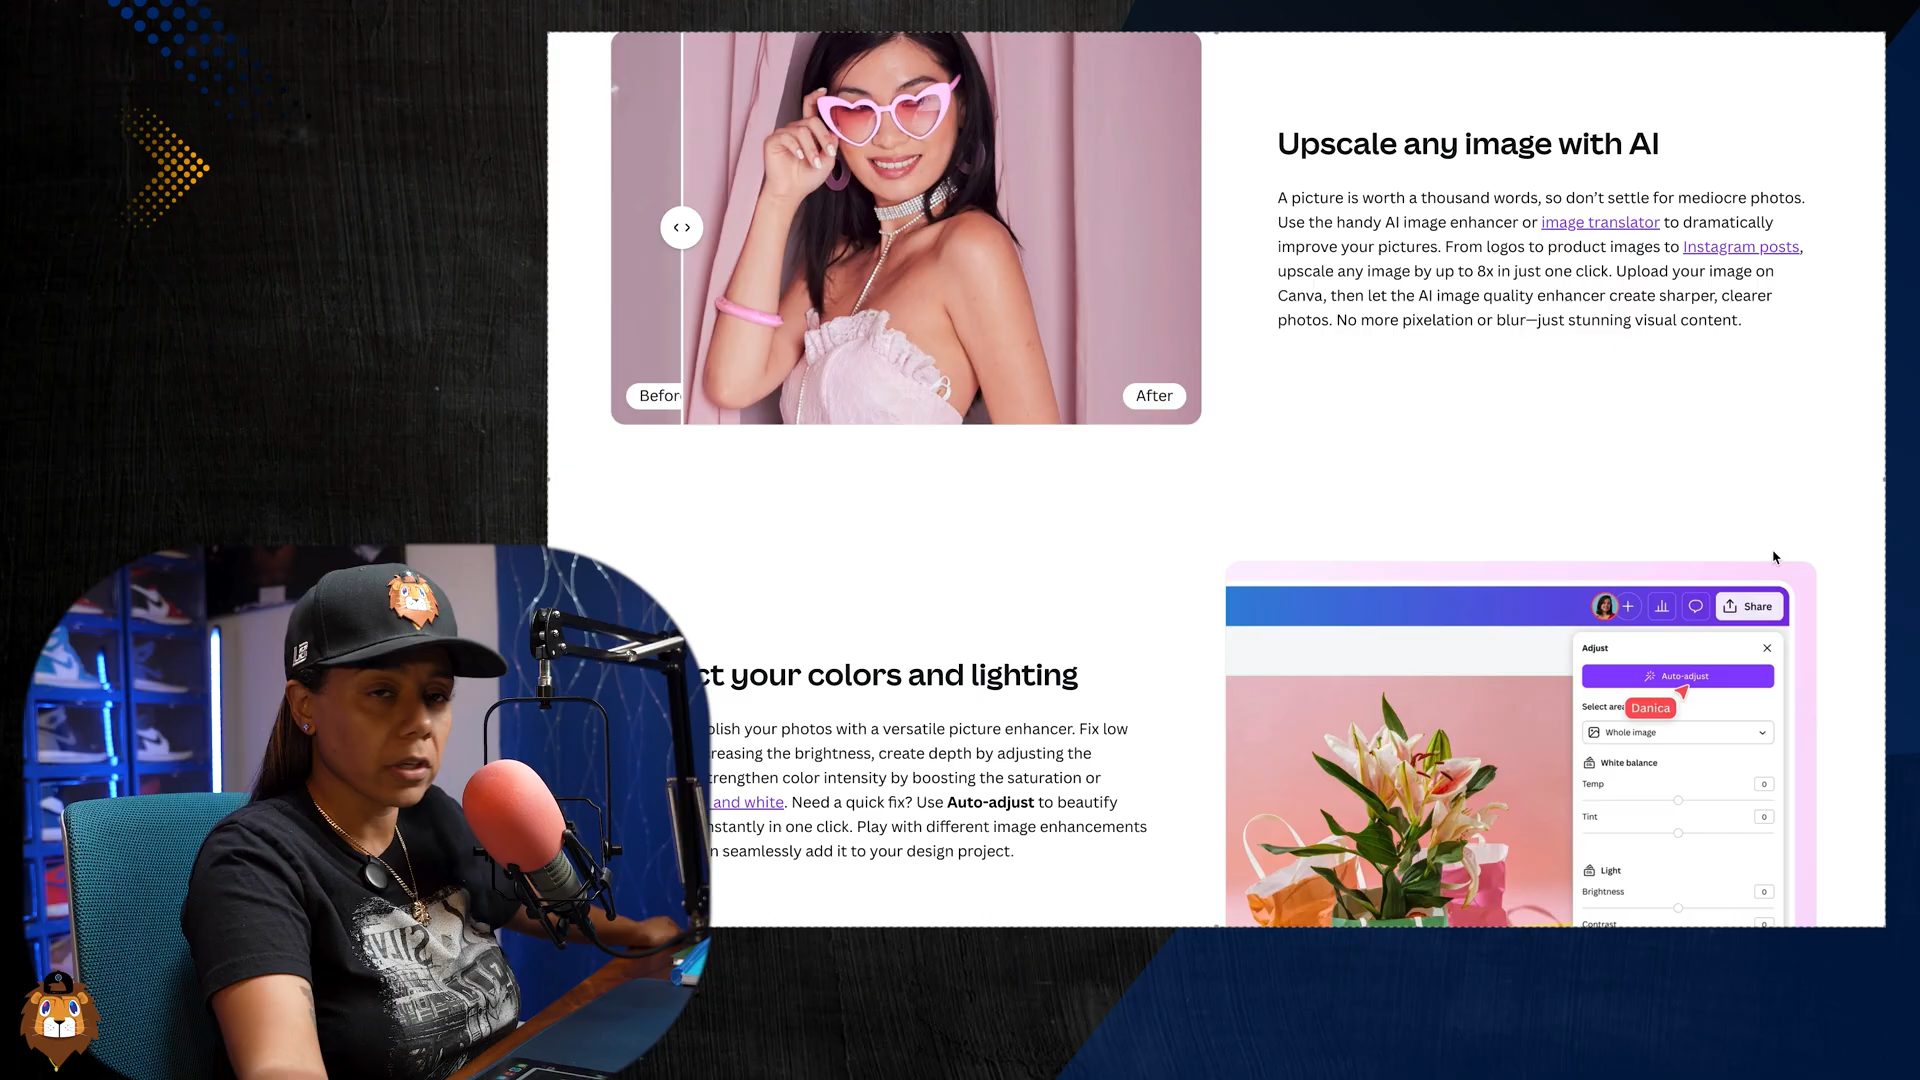 Upscale any image with AI
A picture is worth a thousand words, so don’t settle for mediocre photos.
Use the handy AI image enhancer or image translator to dramatically
improve your pictures. From logos to product images to Instagram posts,
upscale any image by up to 8x in just one click. Upload your image on
Canva, then let the AI image quality enhancer create sharper, clearer
photos. No more pixelation or blur—just stunning visual content.
Befor
After
ct your colors and lighting
olish your photos with a versatile picture enhancer. Fix low
reasing the brightness, create depth by adjusting the
trengthen color intensity by boosting the saturation or
and white. Need a quick fix? Use Auto-adjust to beautify
nstantly in one click. Play with different image enhancements
n seamlessly add it to your design project.
Share
Adjust
Auto-adjust
Select area
Danica
Whole image
White balance
Temp 0
Tint 0
Light
Brightness 0
Contrast 0